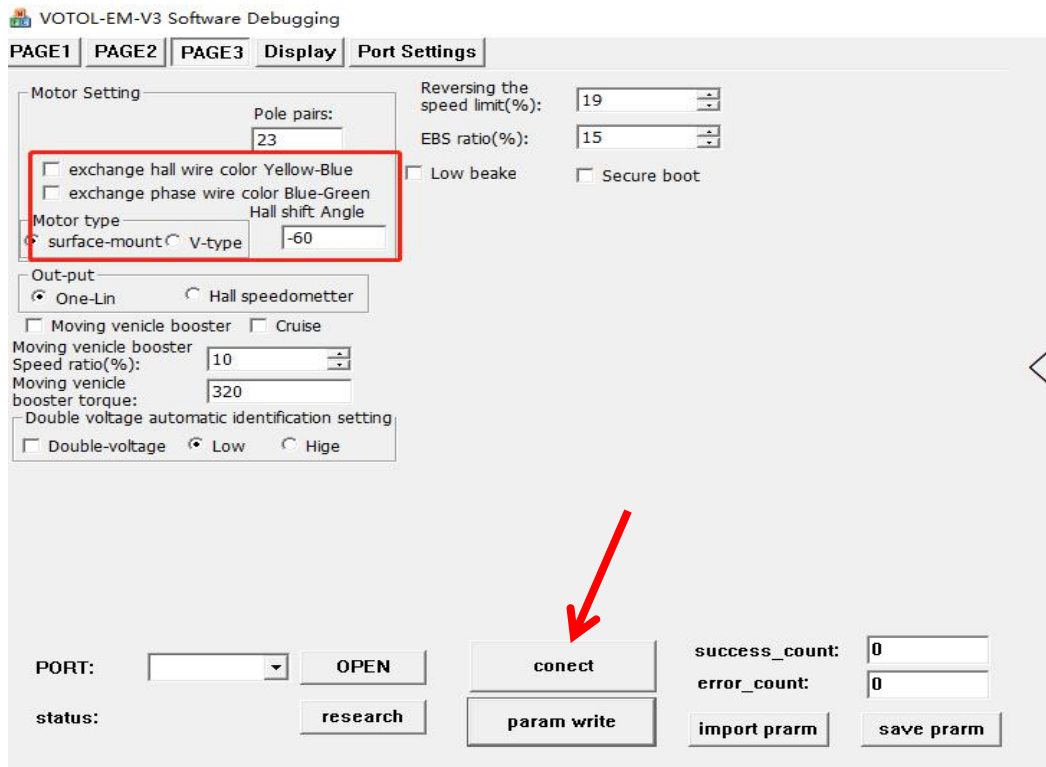 VOTOL-EM-V3 Software Debugging
PAGE1 PAGE2 PAGE3 Display Port Settings
Motor Setting
Pole pairs:
23
exchange hall wire color Yellow-Blue
exchange phase wire color Blue-Green
Motor type
Hall shift Angle
surface-mount V-type
-60
Reversing the
speed limit(%):
19
EBS ratio(%):
15
Low beake
Secure boot
Out-put
One-Lin
Hall speedometter
Moving venicle booster
Cruise
Moving venicle booster
Speed ratio(%):
10
Moving venicle
booster torque:
320
Double voltage automatic identification setting
Double-voltage
Low
Hige
PORT:
OPEN
conect
success_count:
0
error_count:
0
status:
research
param write
import prarm
save prarm